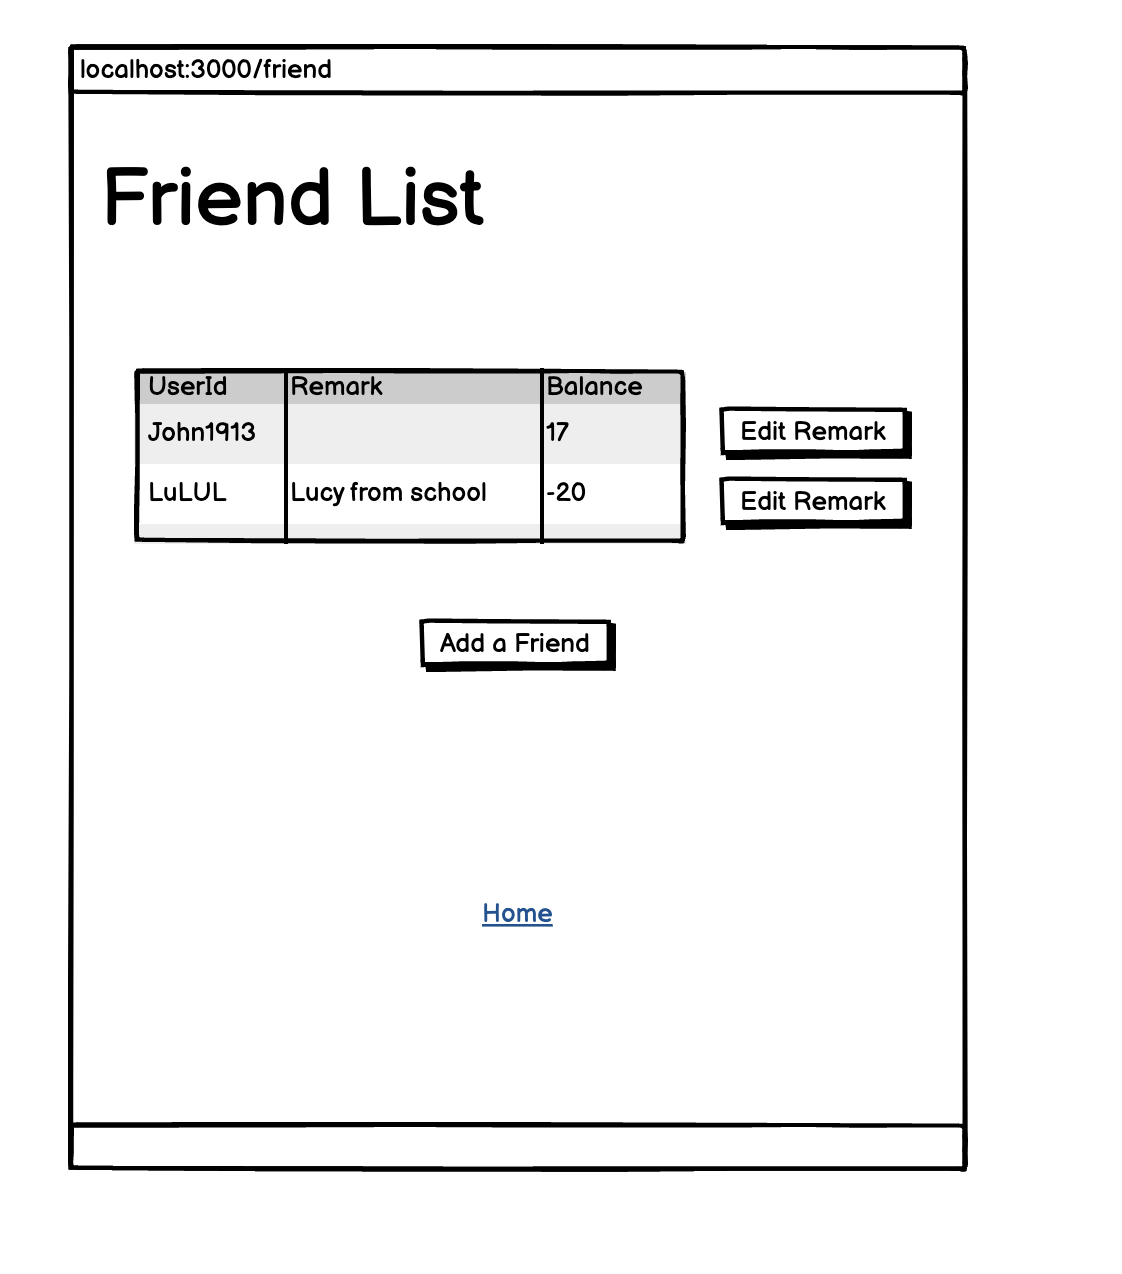 localhost:3000/friend
Friend List
UserId Remark Balance
John1913 17 Edit Remark
LuLUL Lucy from school -20 Edit Remark
Add a Friend
Home